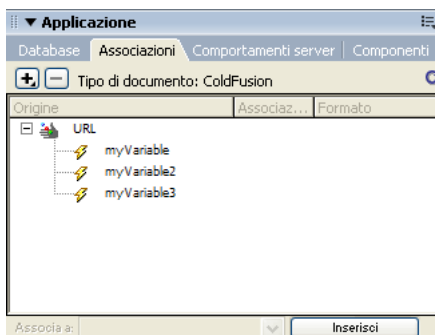 Applicazione
Database Associazioni Comportamenti server Componenti
Tipo di documento: ColdFusion
Origine Associaz... Formato
URL
myVariable
myVariable2
myVariable3
Associa a: Inserisci